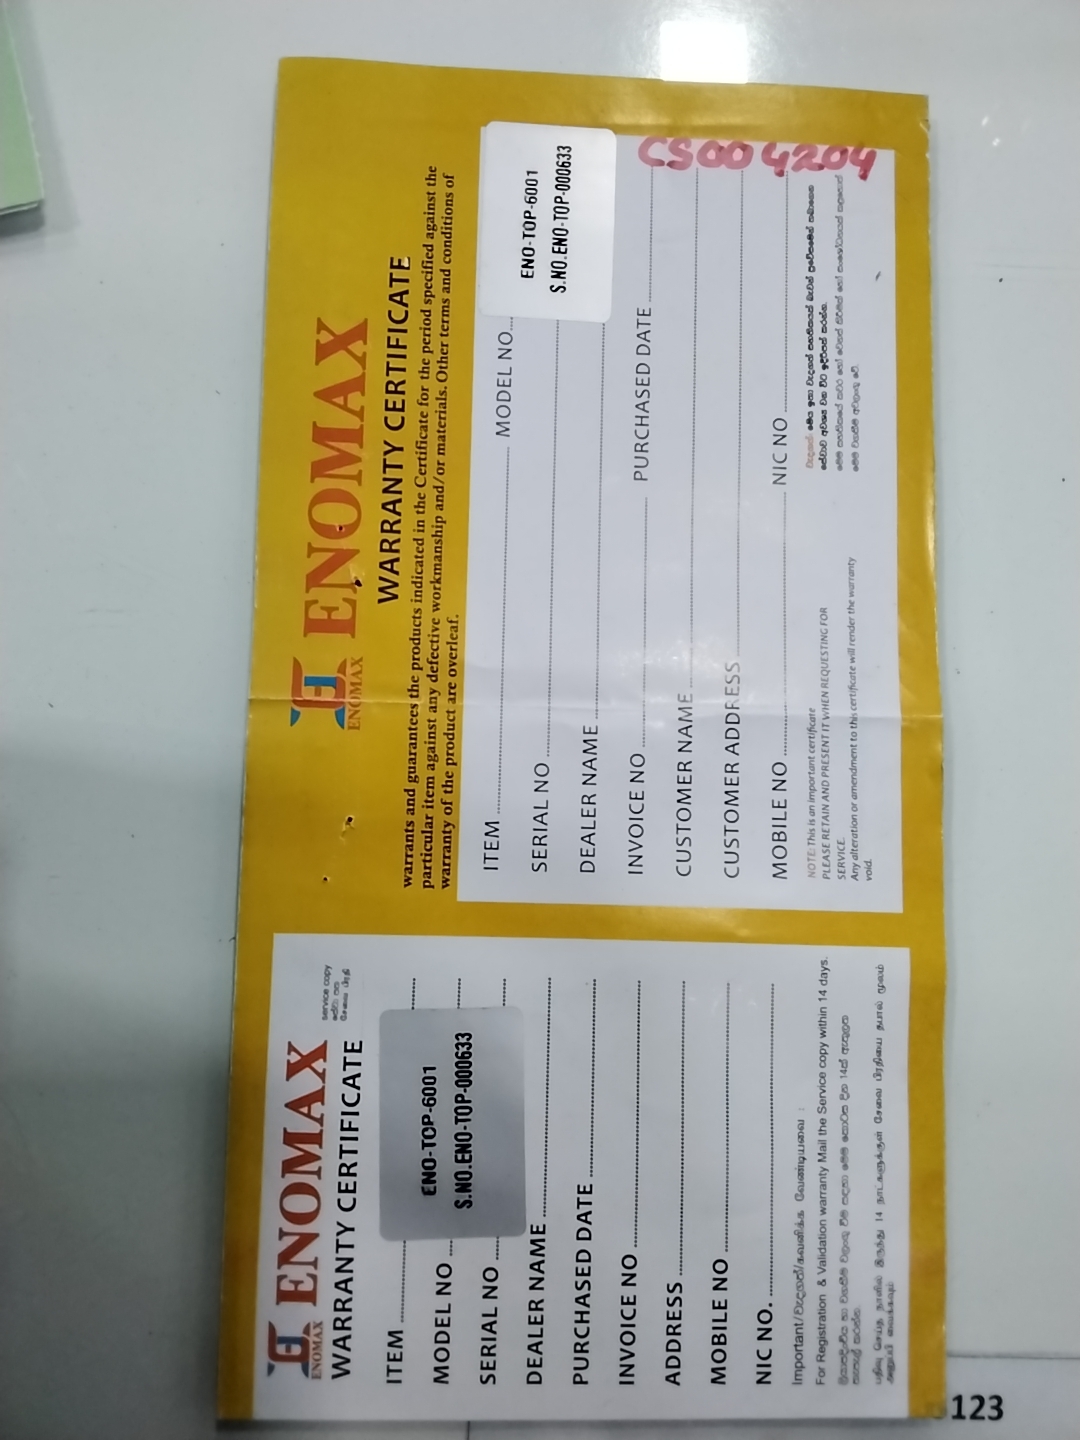 ENOMAX
service copy
ENOMAX
WARRANTY CERTIFICATE
ITEM
MODEL NO
SERIAL NO
ENO-TOP-6001
S.NO.ENO-TOP-000633
DEALER NAME
PURCHASED DATE
INVOICE NO
ADDRESS
MOBILE NO
NIC NO.
Important/වැදගත්/கவனிக்க வேண்டியவை :
For Registration & Validation warranty Mail the Service copy within 14 days.
ENOMAX
ENOMAX
WARRANTY CERTIFICATE
warrants and guarantees the products indicated in the Certificate for the period specified against the
particular item against any defective workmanship and/or materials. Other terms and conditions of
warranty of the product are overleaf.
ITEM MODEL NO
SERIAL NO
ENO-TOP-6001
S.NO.ENO-TOP-000633
DEALER NAME
INVOICE NO PURCHASED DATE
CS004204
CUSTOMER NAME
CUSTOMER ADDRESS
MOBILE NO NIC NO
NOTE: This is an important certificate
PLEASE RETAIN AND PRESENT IT WHEN REQUESTING FOR
SERVICE.
Any alteration or amendment to this certificate will render the warranty
void.
123